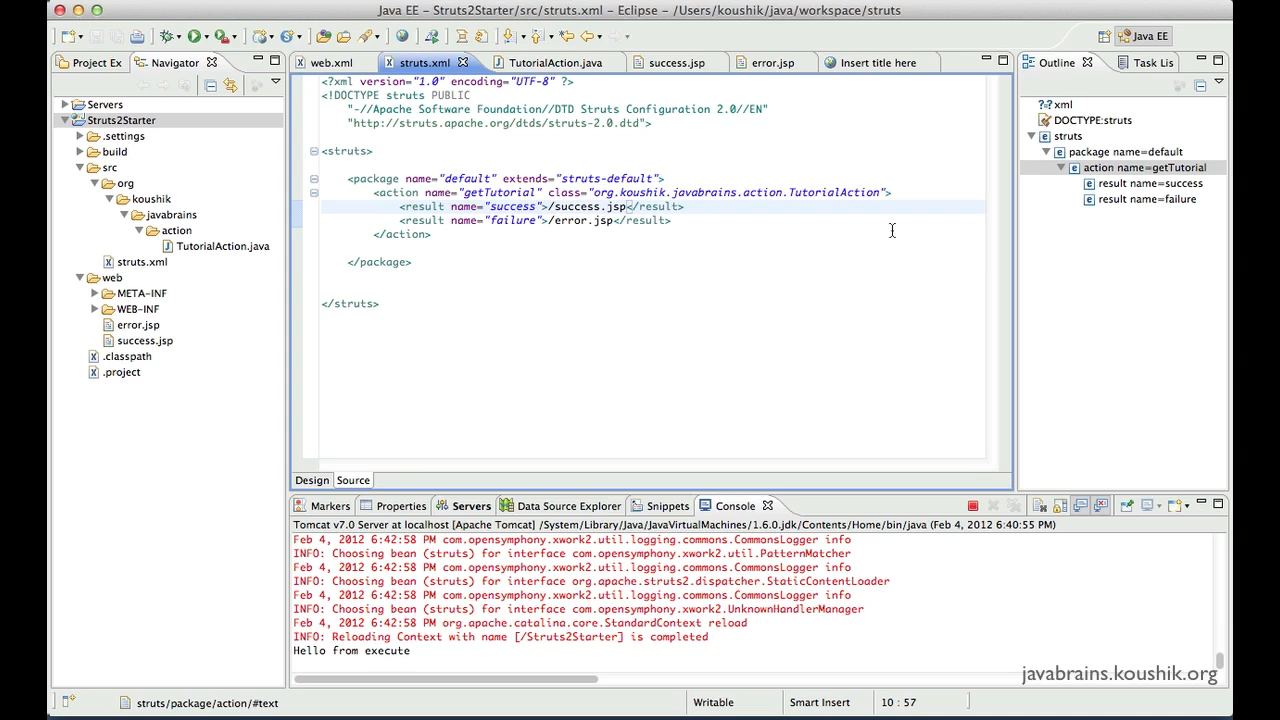 Java EE - Struts2Starter/src/struts.xml - Eclipse - /Users/koushik/java/workspace/struts
Java EE
Project Ex
Navigator
web.xml
struts.xml
TutorialAction.java
success.jsp
error.jsp
Insert title here
Outline
Task Lis
Servers
Struts2Starter
.settings
build
src
org
koushik
javabrains
action
TutorialAction.java
struts.xml
web
META-INF
WEB-INF
error.jsp
success.jsp
.classpath
.project
<?xml version="1.0" encoding="UTF-8" ?>
<!DOCTYPE struts PUBLIC
"-//Apache Software Foundation//DTD Struts Configuration 2.0//EN"
"http://struts.apache.org/dtds/struts-2.0.dtd">
<struts>
<package name="default" extends="struts-default">
<action name="getTutorial" class="org.koushik.javabrains.action.TutorialAction">
<result name="success">/success.jsp</result>
<result name="failure">/error.jsp</result>
</action>
</package>
</struts>
xml
DOCTYPE:struts
struts
package name=default
action name=getTutorial
result name=success
result name=failure
Design
Source
Markers
Properties
Servers
Data Source Explorer
Snippets
Console
Tomcat v7.0 Server at localhost [Apache Tomcat] /System/Library/Java/JavaVirtualMachines/1.6.0.jdk/Contents/Home/bin/java (Feb 4, 2012 6:40:55 PM)
Feb 4, 2012 6:42:58 PM com.opensymphony.xwork2.util.logging.commons.CommonsLogger info
INFO: Choosing bean (struts) for interface com.opensymphony.xwork2.util.PatternMatcher
Feb 4, 2012 6:42:58 PM com.opensymphony.xwork2.util.logging.commons.CommonsLogger info
INFO: Choosing bean (struts) for interface org.apache.struts2.dispatcher.StaticContentLoader
Feb 4, 2012 6:42:58 PM com.opensymphony.xwork2.util.logging.commons.CommonsLogger info
INFO: Choosing bean (struts) for interface com.opensymphony.xwork2.UnknownHandlerManager
Feb 4, 2012 6:42:58 PM org.apache.catalina.core.StandardContext reload
INFO: Reloading Context with name [/Struts2Starter] is completed
Hello from execute
javabrains.koushik.org
struts/package/action/#text
Writable
Smart Insert
10 : 57